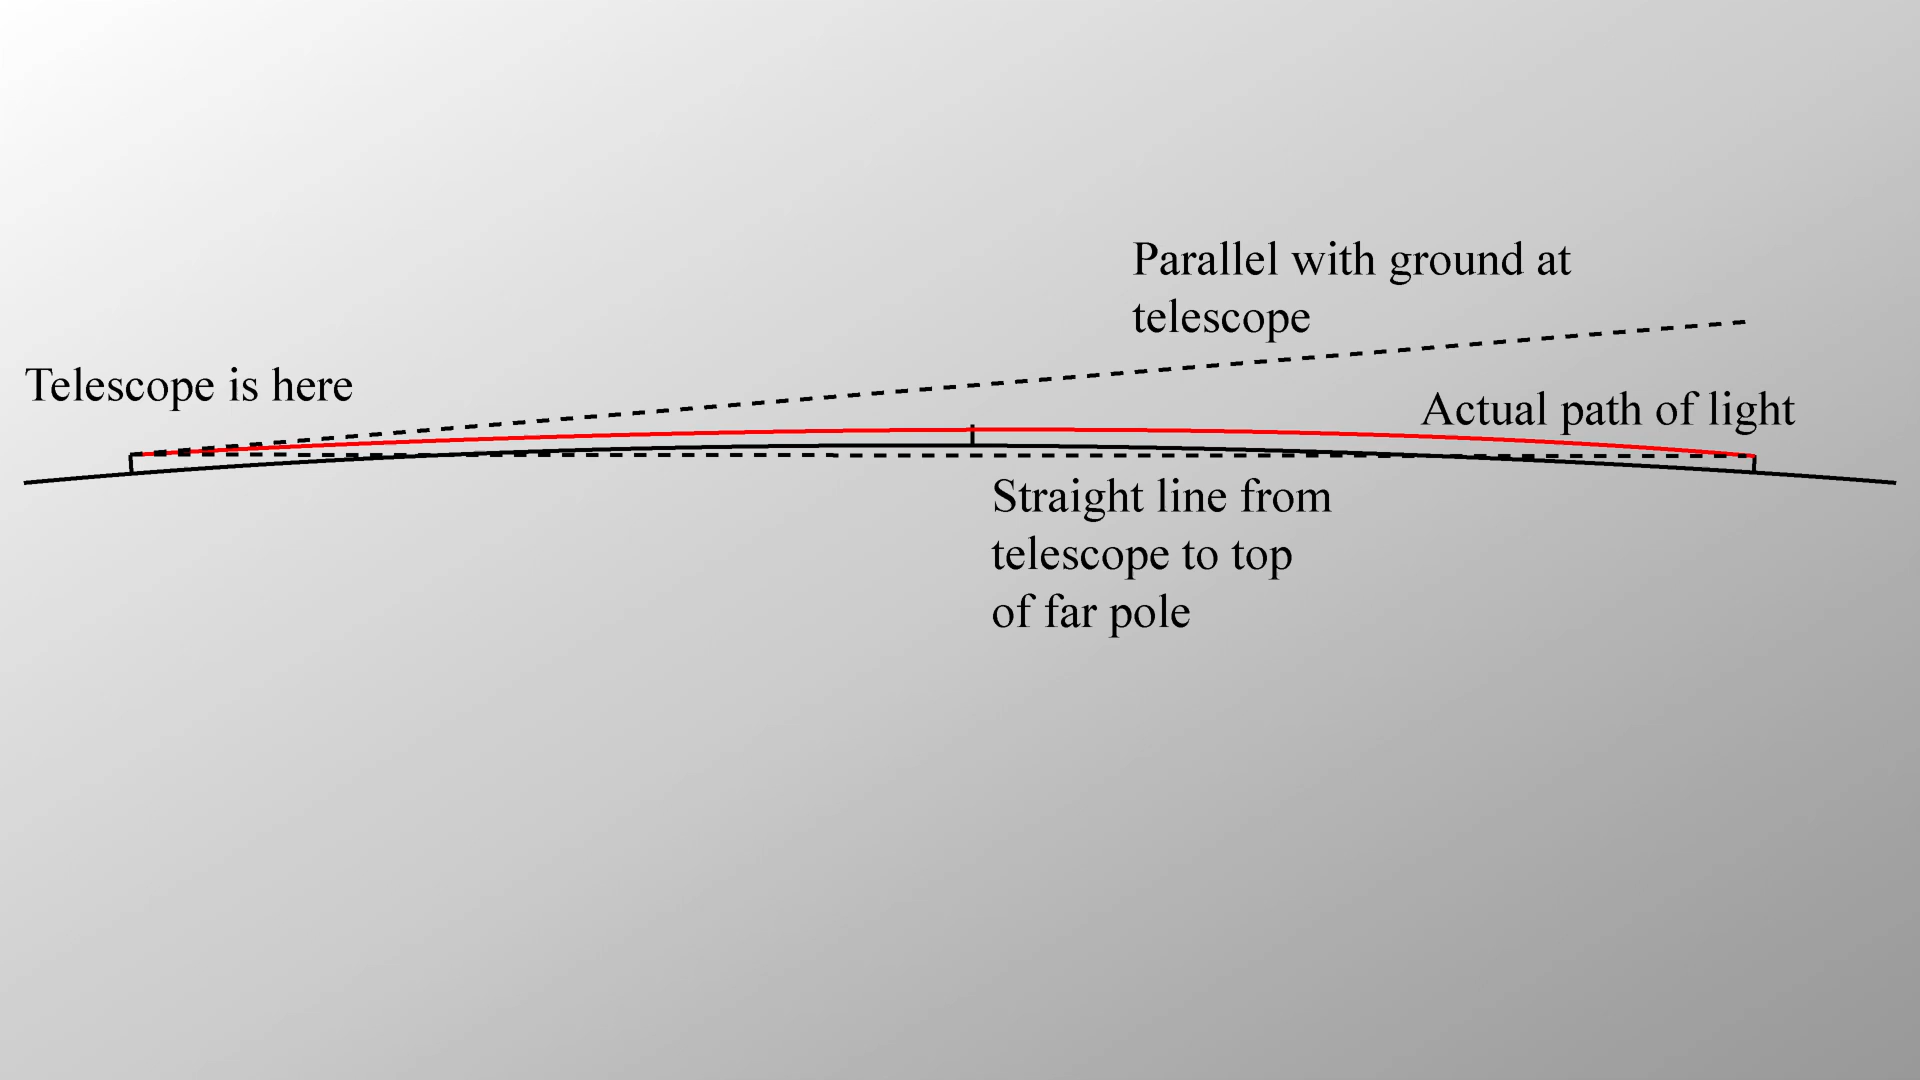 Parallel with ground at
telescope
Telescope is here
Actual path of light
Straight line from
telescope to top
of far pole